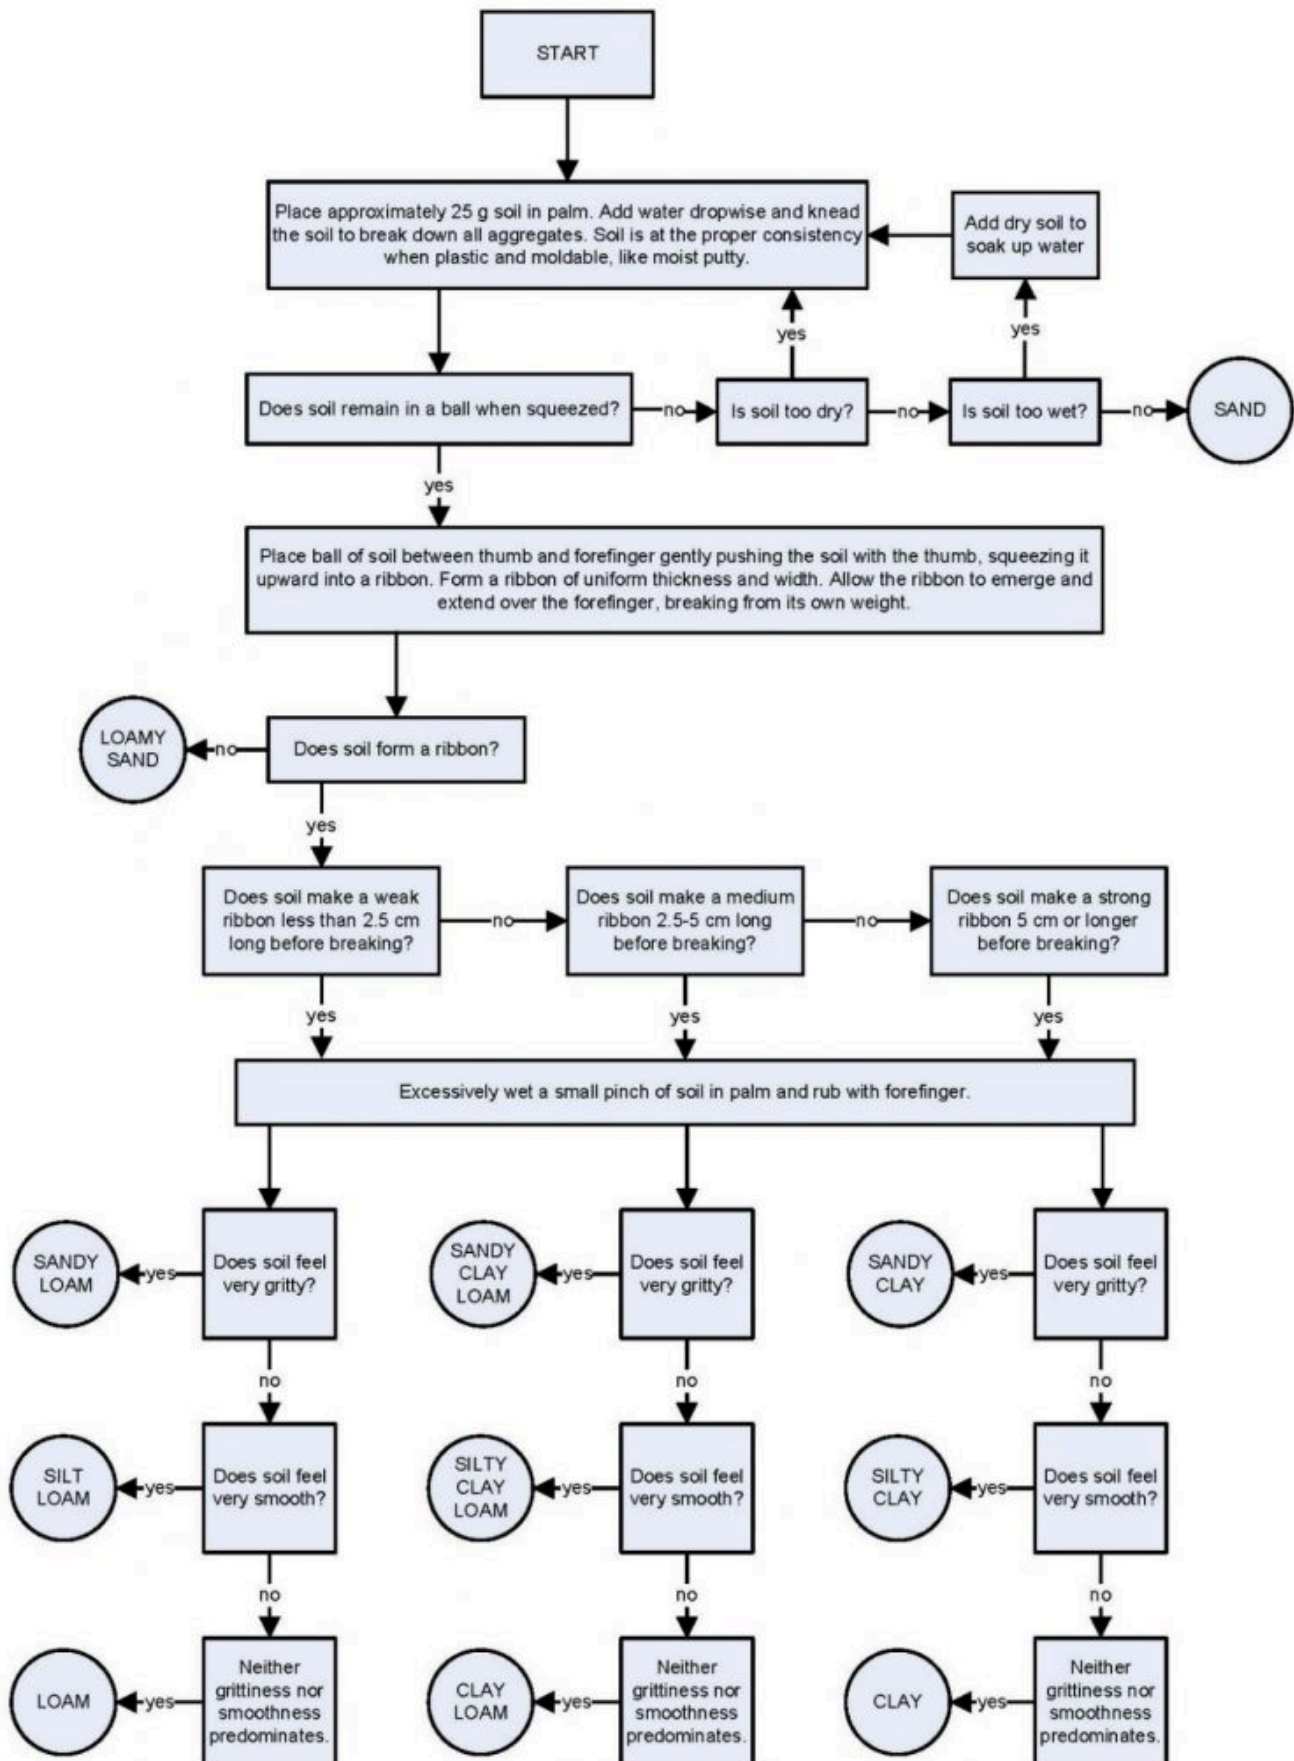 START
Place approximately 25 g soil in palm. Add water dropwise and knead
the soil to break down all aggregates. Soil is at the proper consistency
when plastic and moldable, like moist putty.
Add dry soil to
soak up water
yes
yes
Does soil remain in a ball when squeezed?
no
Is soil too dry?
no
Is soil too wet?
no
SAND
yes
Place ball of soil between thumb and forefinger gently pushing the soil with the thumb, squeezing it
upward into a ribbon. Form a ribbon of uniform thickness and width. Allow the ribbon to emerge and
extend over the forefinger, breaking from its own weight.
LOAMY
SAND
no
Does soil form a ribbon?
yes
Does soil make a weak
ribbon less than 2.5 cm
long before breaking?
no
Does soil make a medium
ribbon 2.5-5 cm long
before breaking?
no
Does soil make a strong
ribbon 5 cm or longer
before breaking?
yes
yes
yes
Excessively wet a small pinch of soil in palm and rub with forefinger.
SANDY
LOAM
yes
Does soil feel
very gritty?
SANDY
CLAY
LOAM
yes
Does soil feel
very gritty?
SANDY
CLAY
yes
Does soil feel
very gritty?
no
no
no
SILT
LOAM
yes
Does soil feel
very smooth?
SILTY
CLAY
LOAM
yes
Does soil feel
very smooth?
SILTY
CLAY
yes
Does soil feel
very smooth?
no
no
no
LOAM
yes
Neither
grittiness nor
smoothness
predominates.
CLAY
LOAM
yes
Neither
grittiness nor
smoothness
predominates.
CLAY
yes
Neither
grittiness nor
smoothness
predominates.